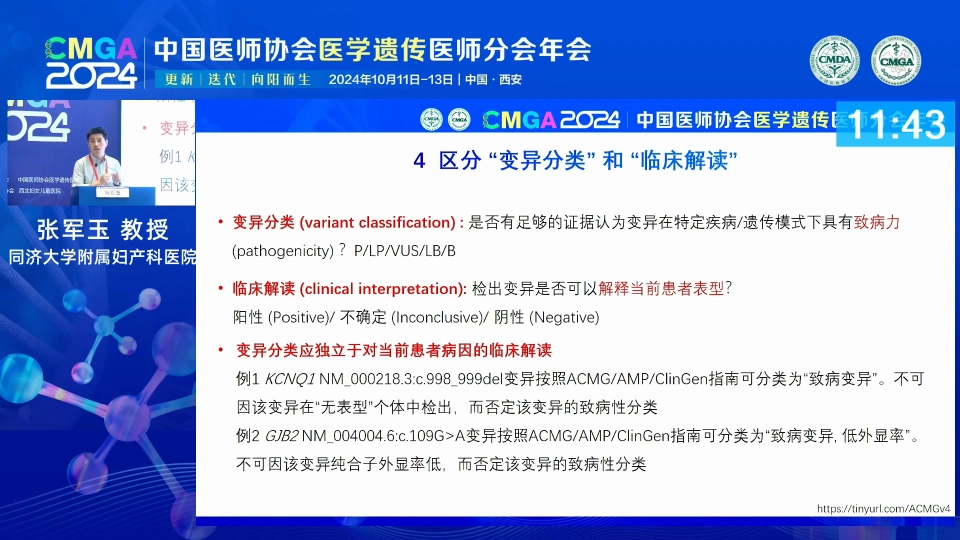 CMGA 2024
中国医师协会医学遗传医师分会年会
更新 | 迭代 | 向阳而生
2024年10月11日-13日 | 中国·西安
CMDA
CMGA
CMGA 2024 中国医师协会医学遗传医师分会年会
11:43
张军玉 教授
同济大学附属妇产科医院
4 区分 “变异分类” 和 “临床解读”
• 变异分类 (variant classification) : 是否有足够的证据认为变异在特定疾病/遗传模式下具有致病力
(pathogenicity) ？ P/LP/VUS/LB/B
• 临床解读 (clinical interpretation): 检出变异是否可以解释当前患者表型?
阳性 (Positive)/ 不确定 (Inconclusive)/ 阴性 (Negative)
• 变异分类应独立于对当前患者病因的临床解读
例1 KCNQ1 NM_000218.3:c.998_999del变异按照ACMG/AMP/ClinGen指南可分类为“致病变异”。不可
因该变异在“无表型”个体中检出，而否定该变异的致病性分类
例2 GJB2 NM_004004.6:c.109G>A变异按照ACMG/AMP/ClinGen指南可分类为“致病变异, 低外显率”。
不可因该变异纯合子外显率低，而否定该变异的致病性分类
https://tinyurl.com/ACMGv4